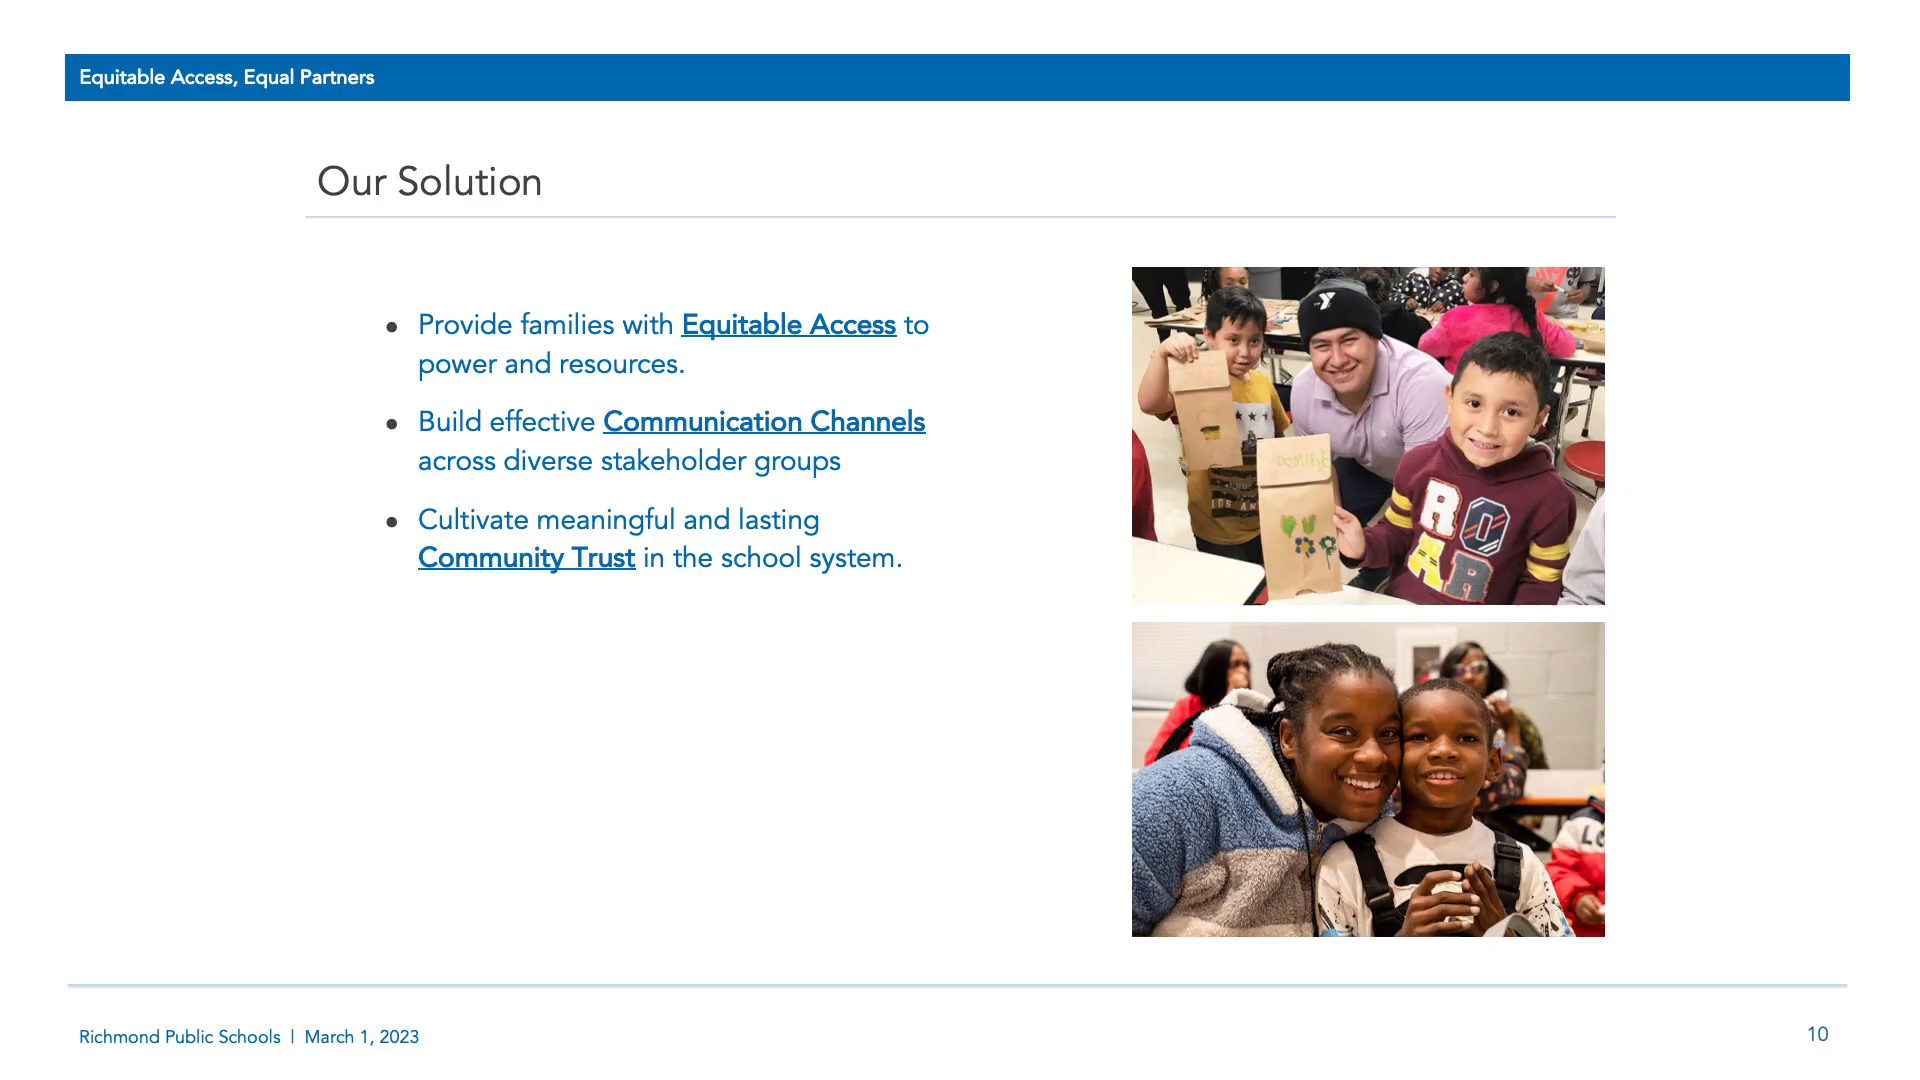 Equitable Access, Equal Partners
Our Solution
• Provide families with Equitable Access to
power and resources.
• Build effective Communication Channels
across diverse stakeholder groups
• Cultivate meaningful and lasting
Community Trust in the school system.
ROAR
Richmond Public Schools | March 1, 2023
10